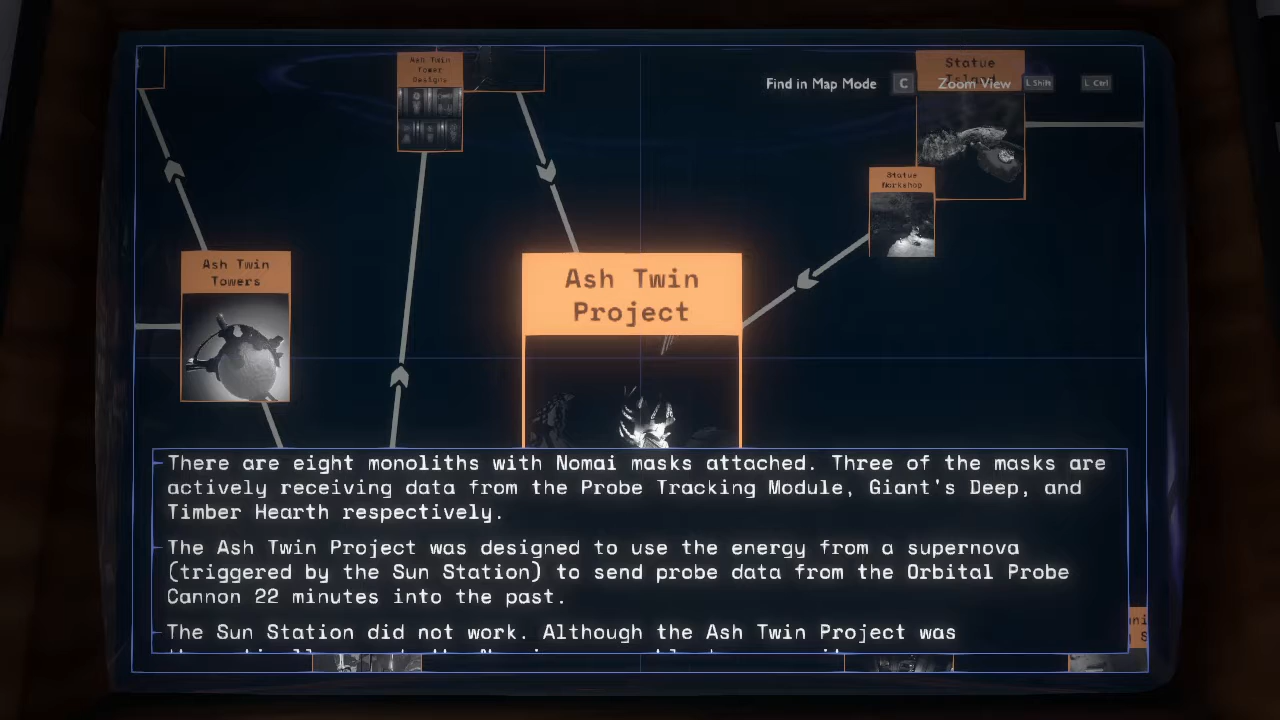 Ash Twin
Tower
Designs
Statue
Island
Find in Map Mode C Zoom View L Shift L Ctrl
Statue
Workshop
Ash Twin
Towers
Ash Twin
Project
There are eight monoliths with Nomai masks attached. Three of the masks are
actively receiving data from the Probe Tracking Module, Giant's Deep, and
Timber Hearth respectively.
The Ash Twin Project was designed to use the energy from a supernova
(triggered by the Sun Station) to send probe data from the Orbital Probe
Cannon 22 minutes into the past.
The Sun Station did not work. Although the Ash Twin Project was